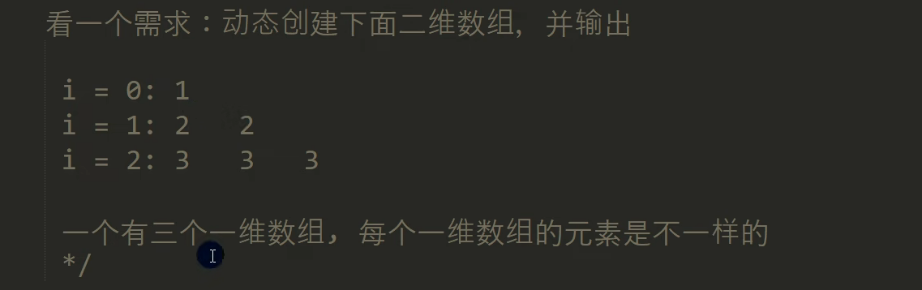 看一个需求：动态创建下面二维数组，并输出
i = 0: 1
i = 1: 2   2
i = 2: 3   3   3
一个有三个一维数组，每个一维数组的元素是不一样的
*/